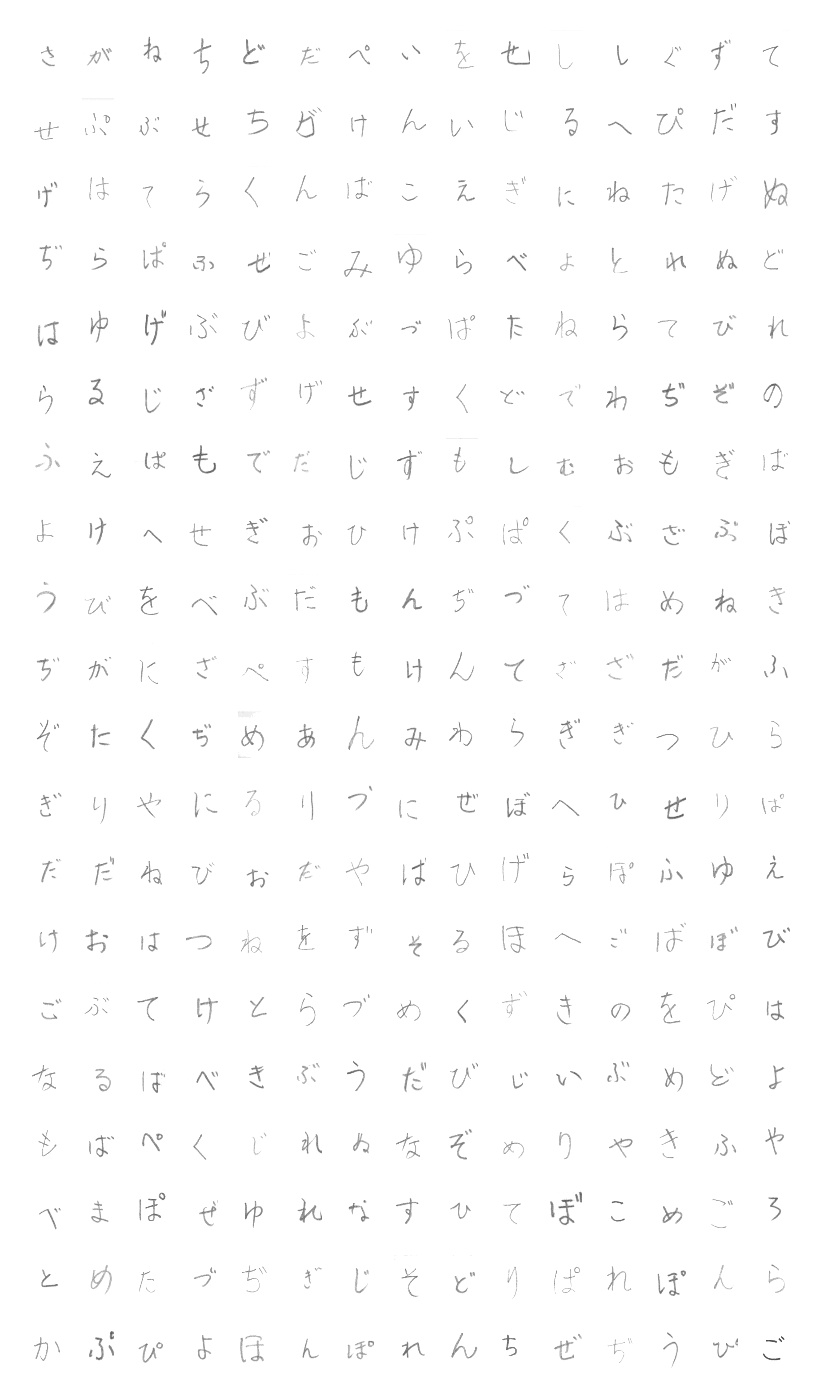 さがねちどだぺいをせししぐずて
せぷぶせちがけんいじるへぴだす
げはてらくんばこえぎにねたげぬ
ぢらぱふぜごみゆらべよとれぬど
はゆげぶびよぶづぱたねらてびれ
らるじざずげせすくどでわぢぞの
ふえぱもでだじずもしむおもぎば
よけへせぎおひけぷぱくぶざぶぼ
うびをべぶだもんぢづてはめねき
ぢがにざぺすもけんてざざだがふ
ぞたくぢめあんみわらぎぎつひら
ぎりやにるりづにぜぼへひせりぱ
だだねびおだやばひげらぽふゆえ
けおはつねをずそるほへごばぼび
ごぶてけとらづめくずきのをぴは
なるばべきぶうだびじいぶめどよ
もばぺくじれぬなぞめりやきふや
べまぽぜゆれなすひてぼこめごろ
とめたづぢぎじそどりぱれぽんら
かぷぴよほんぽれんちぜぢうぴご